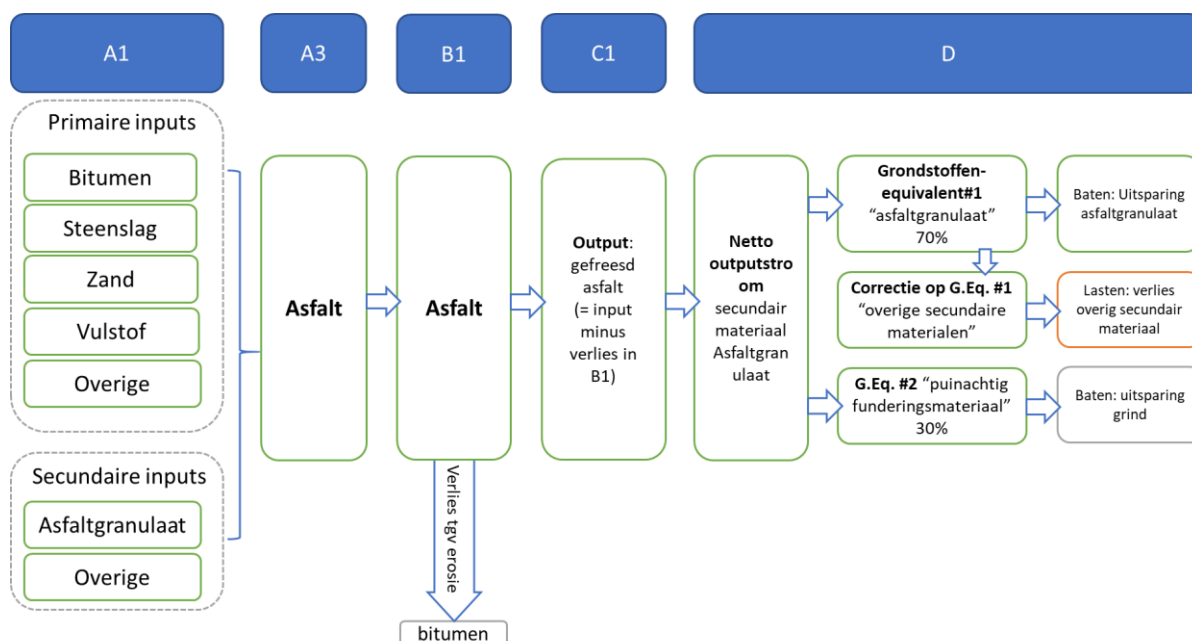 A1
A3
B1
C1
D
Primaire inputs
Bitumen
Steenslag
Zand
Vulstof
Overige
Secundaire inputs
Asfaltgranulaat
Overige
Asfalt
Asfalt
Verlies tgv erosie
bitumen
Output:
gefreesd
asfalt
(= input
minus
verlies in
B1)
Netto
outputstro
om
secundair
materiaal
Asfaltgran
ulaat
Grondstoffen-
equivalent#1
“asfaltgranulaat”
70%
Baten: Uitsparing
asfaltgranulaat
Correctie op G.Eq. #1
“overige secundaire
materialen”
Lasten: verlies
overig secundair
materiaal
G.Eq. #2 “puinachtig
funderingsmateriaal”
30%
Baten: uitsparing
grind